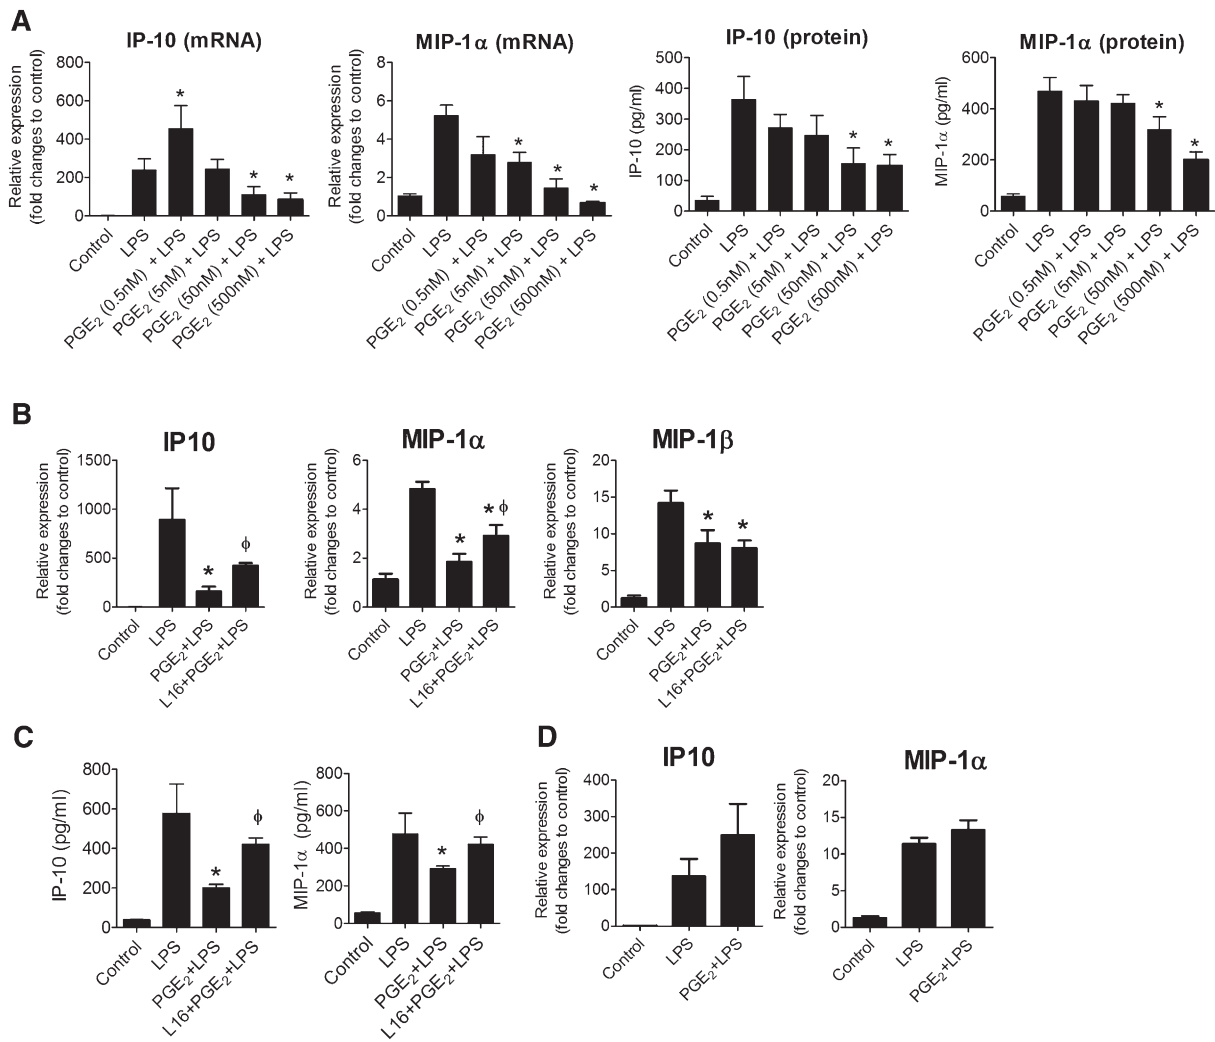 A
IP-10 (mRNA)
Relative expression
(fold changes to control)
800
600
400
200
0
*
*
*
Control
LPS
PGE₂ (0.5nM) + LPS
PGE₂ (5nM) + LPS
PGE₂ (50nM) + LPS
PGE₂ (500nM) + LPS
MIP-1α (mRNA)
Relative expression
(fold changes to control)
8
6
4
2
0
*
*
*
Control
LPS
PGE₂ (0.5nM) + LPS
PGE₂ (5nM) + LPS
PGE₂ (50nM) + LPS
PGE₂ (500nM) + LPS
IP-10 (protein)
IP-10 (pg/ml)
500
400
300
200
100
0
*
*
Control
LPS
PGE₂ (0.5nM) + LPS
PGE₂ (5nM) + LPS
PGE₂ (50nM) + LPS
PGE₂ (500nM) + LPS
MIP-1α (protein)
MIP-1α (pg/ml)
600
400
200
0
*
*
Control
LPS
PGE₂ (0.5nM) + LPS
PGE₂ (5nM) + LPS
PGE₂ (50nM) + LPS
PGE₂ (500nM) + LPS
B
IP10
Relative expression
(fold changes to control)
1500
1000
500
0
*
ϕ
Control
LPS
PGE₂+LPS
L16+PGE₂+LPS
MIP-1α
Relative expression
(fold changes to control)
6
4
2
0
*
* ϕ
Control
LPS
PGE₂+LPS
L16+PGE₂+LPS
MIP-1β
Relative expression
(fold changes to control)
20
15
10
5
0
*
*
Control
LPS
PGE₂+LPS
L16+PGE₂+LPS
C
IP-10 (pg/ml)
800
600
400
200
0
*
ϕ
Control
LPS
PGE₂+LPS
L16+PGE₂+LPS
MIP-1α (pg/ml)
800
600
400
200
0
*
ϕ
Control
LPS
PGE₂+LPS
L16+PGE₂+LPS
D
IP10
Relative expression
(fold changes to control)
400
300
200
100
0
Control
LPS
PGE₂+LPS
MIP-1α
Relative expression
(fold changes to control)
20
15
10
5
0
Control
LPS
PGE₂+LPS